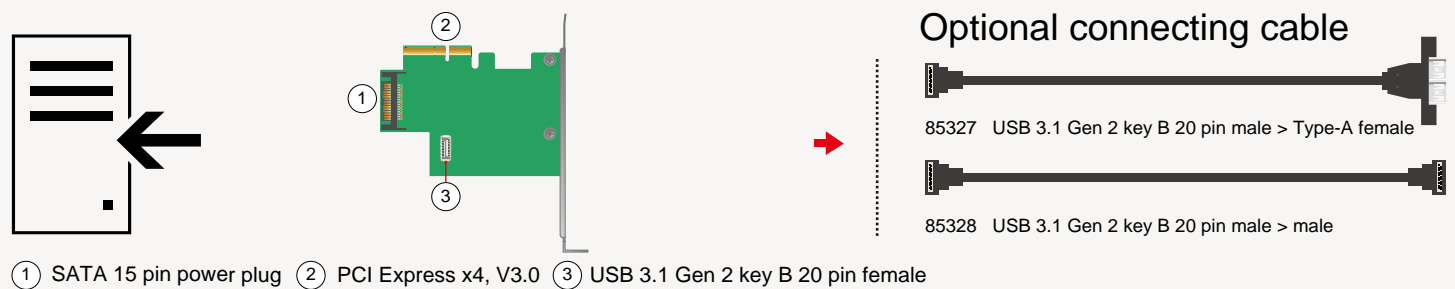 Optional connecting cable
2
1
3
85327 USB 3.1 Gen 2 key B 20 pin male > Type-A female
85328 USB 3.1 Gen 2 key B 20 pin male > male
1 SATA 15 pin power plug 2 PCI Express x4, V3.0 3 USB 3.1 Gen 2 key B 20 pin female